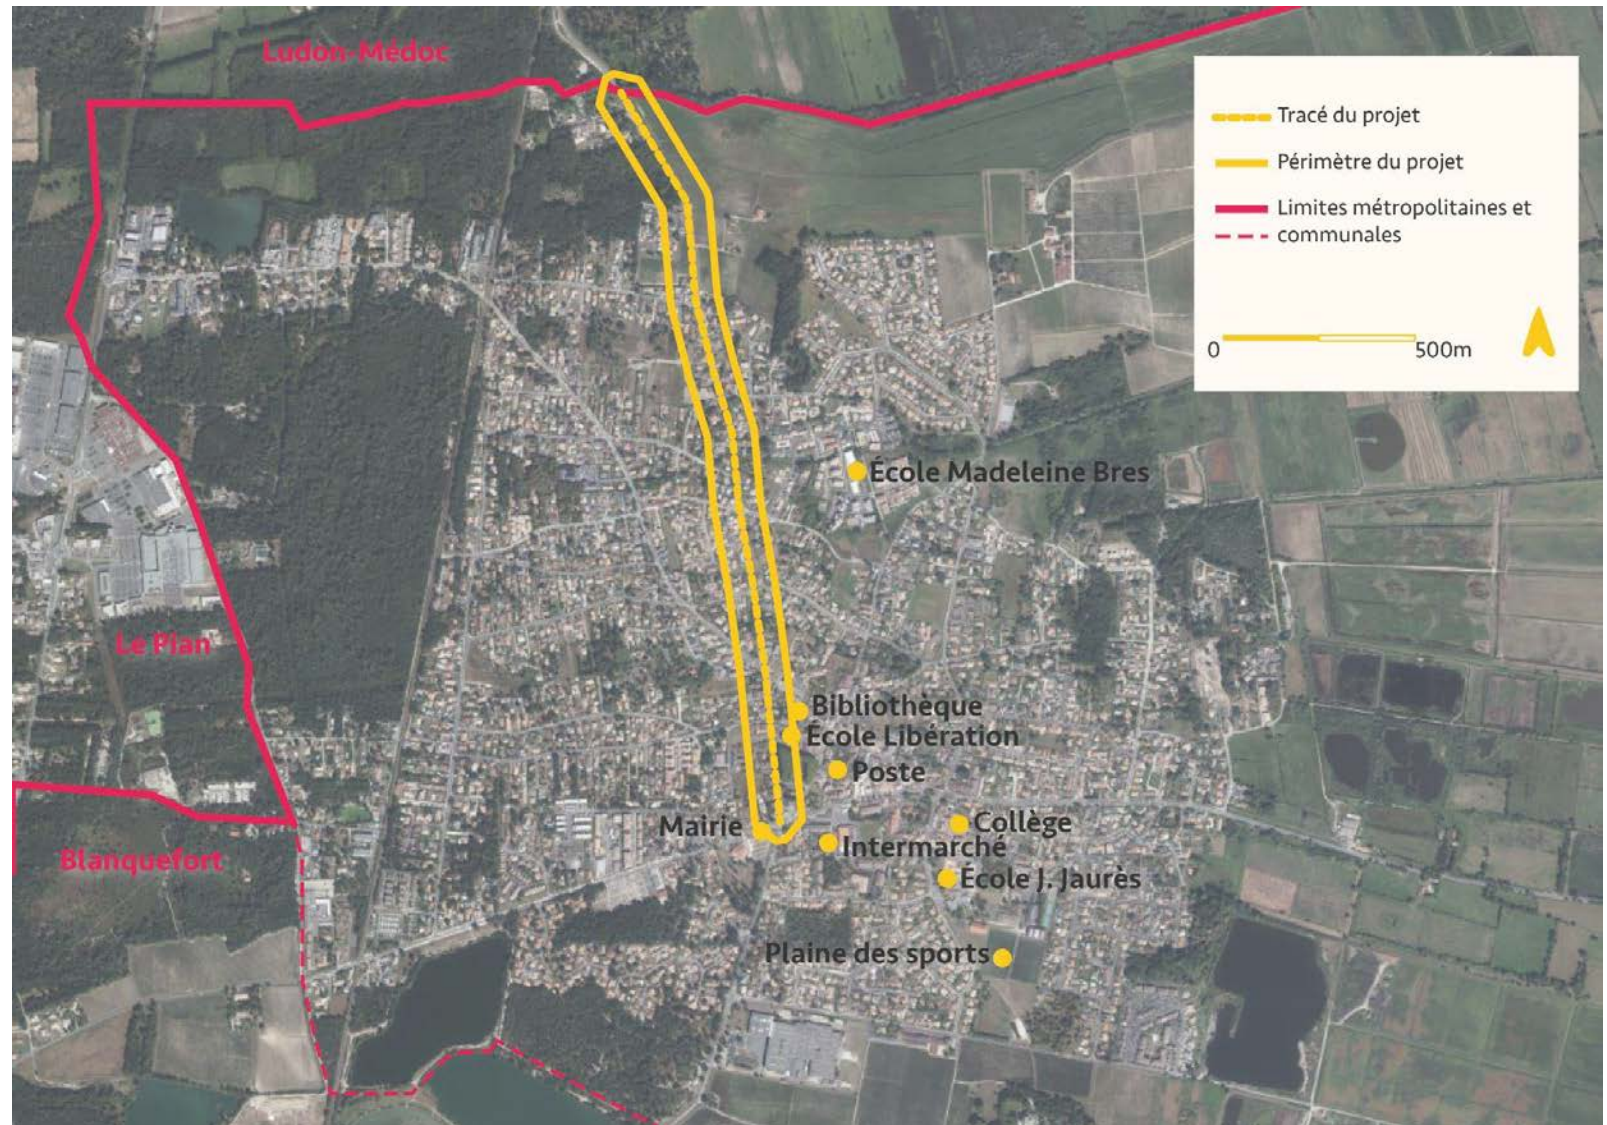 Ludon-Médoc
Tracé du projet
Périmètre du projet
Limites métropolitaines et
communales
0 500m
École Madeleine Bres
Le Pian
Bibliothèque
École Libération
Poste
Mairie
Collège
Intermarché
Blanquefort
École J. Jaurès
Plaine des sports